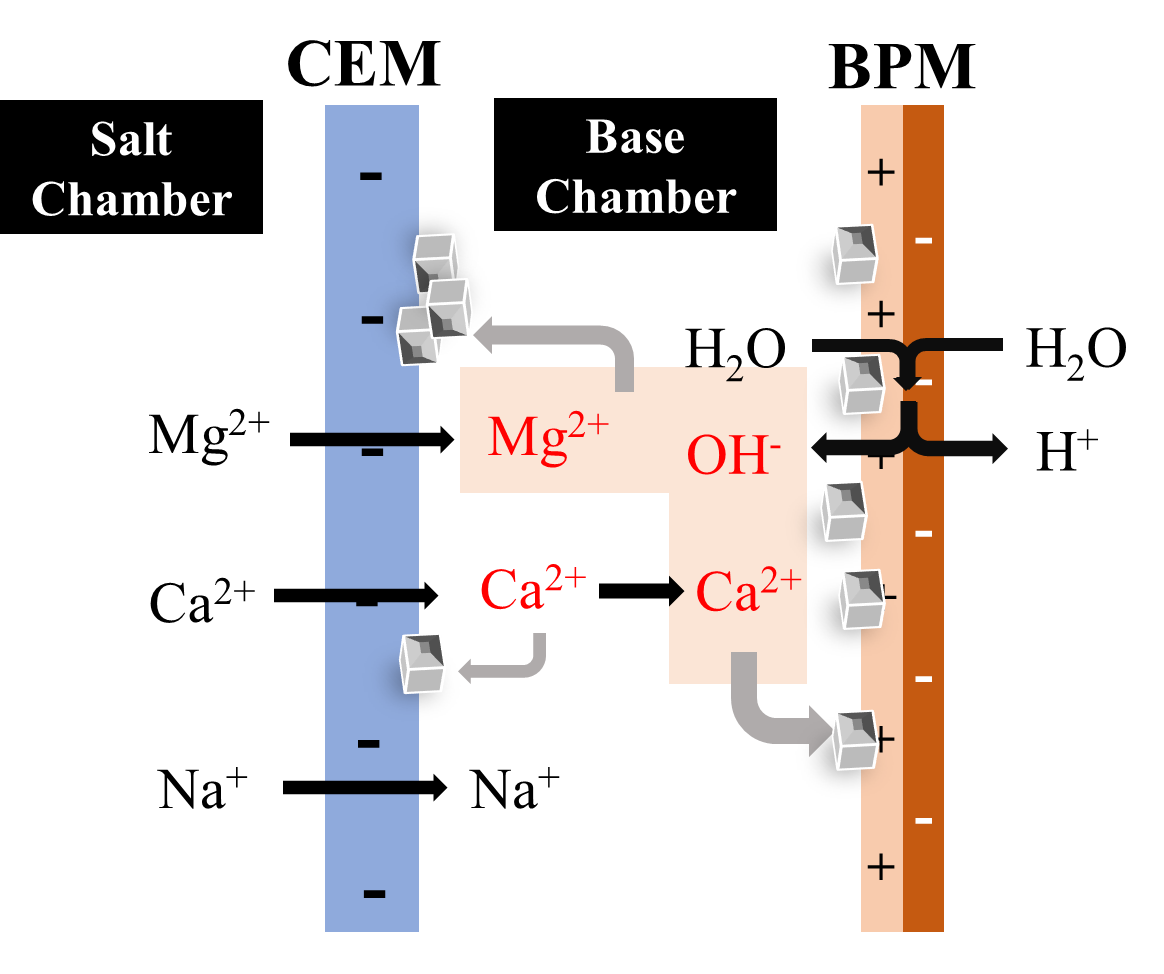 CEM
BPM
Salt
Chamber
Base
Chamber
-
+
-
-
+
H₂O
H₂O
-
Mg²⁺
Mg²⁺
OH⁻
H⁺
-
+
-
Ca²⁺
Ca²⁺
Ca²⁺
-
+
-
-
+
Na⁺
Na⁺
-
+
-